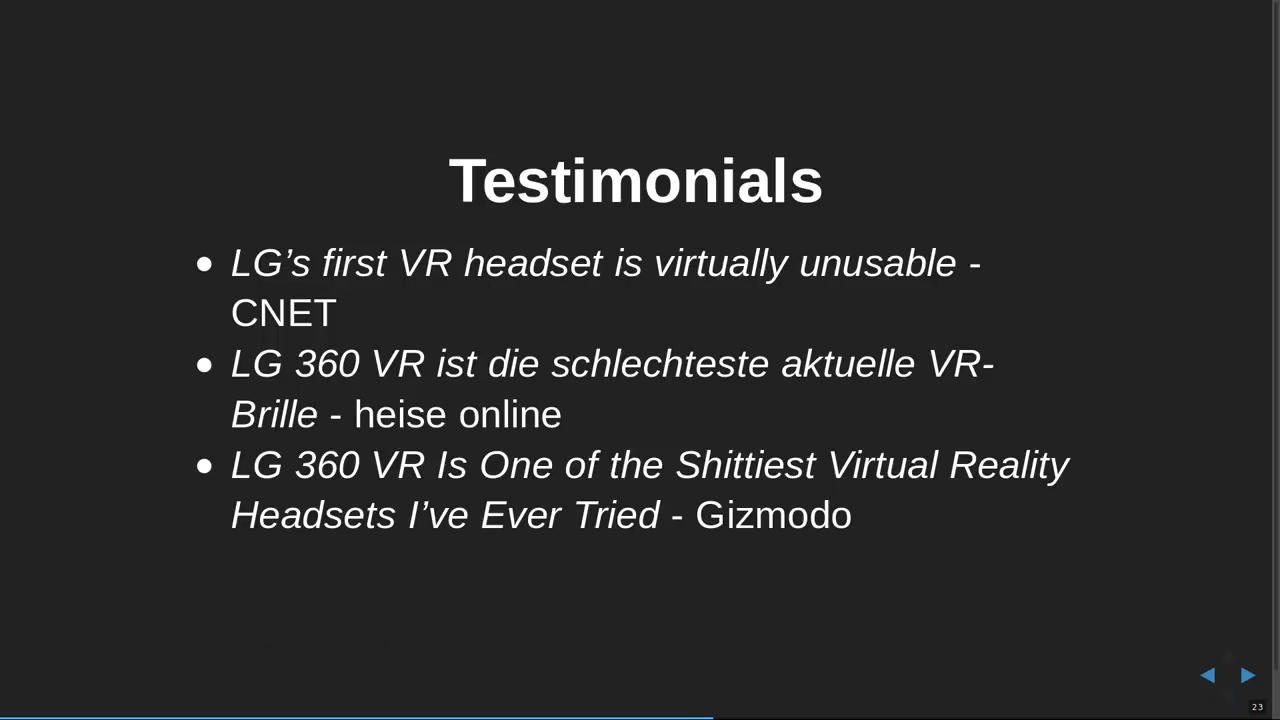 Testimonials
LG’s first VR headset is virtually unusable -
CNET
LG 360 VR ist die schlechteste aktuelle VR-
Brille - heise online
LG 360 VR Is One of the Shittiest Virtual Reality
Headsets I’ve Ever Tried - Gizmodo
23